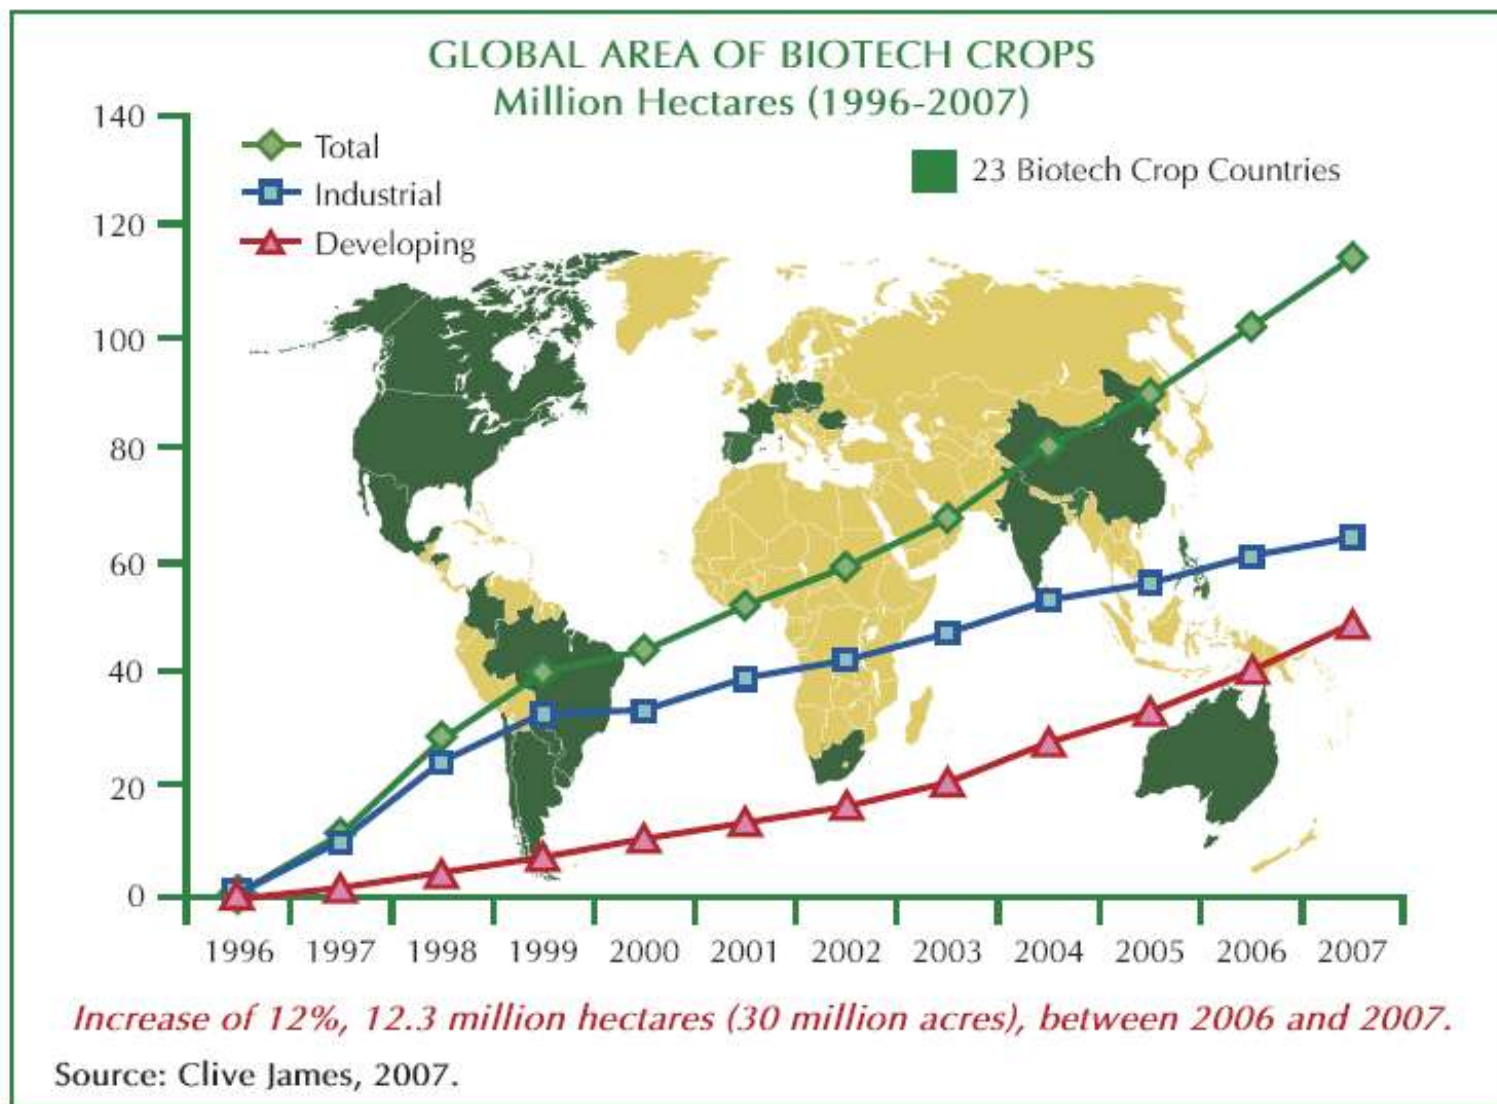 GLOBAL AREA OF BIOTECH CROPS
Million Hectares (1996-2007)
Total
Industrial
Developing
23 Biotech Crop Countries
140
120
100
80
60
40
20
0
1996 1997 1998 1999 2000 2001 2002 2003 2004 2005 2006 2007
Increase of 12%, 12.3 million hectares (30 million acres), between 2006 and 2007.
Source: Clive James, 2007.